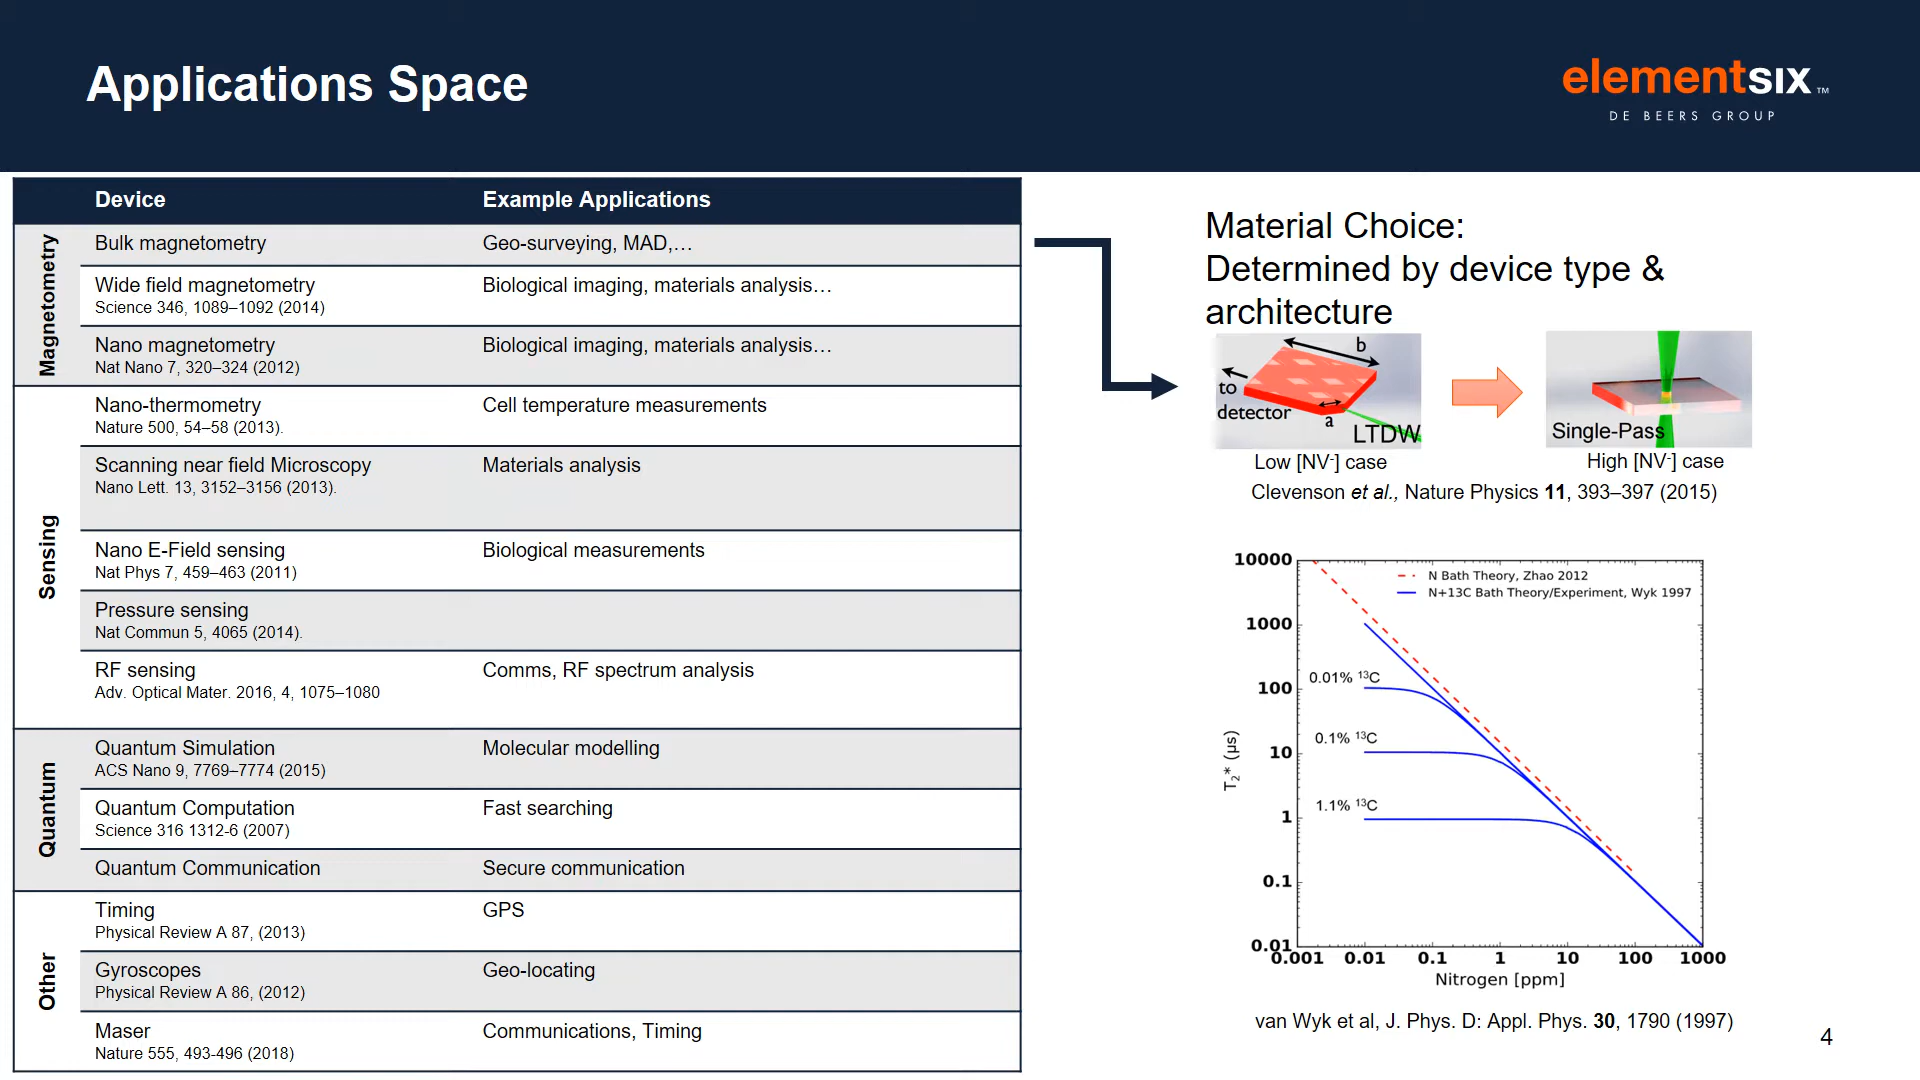 Applications Space
elementsix™
DE BEERS GROUP
Device Example Applications
Magnetometry
Bulk magnetometry Geo-surveying, MAD,…
Wide field magnetometry Biological imaging, materials analysis…
Science 346, 1089–1092 (2014)
Nano magnetometry Biological imaging, materials analysis…
Nat Nano 7, 320–324 (2012)
Sensing
Nano-thermometry Cell temperature measurements
Nature 500, 54–58 (2013).
Scanning near field Microscopy Materials analysis
Nano Lett. 13, 3152–3156 (2013).
Nano E-Field sensing Biological measurements
Nat Phys 7, 459–463 (2011)
Pressure sensing
Nat Commun 5, 4065 (2014).
RF sensing Comms, RF spectrum analysis
Adv. Optical Mater. 2016, 4, 1075–1080
Quantum
Quantum Simulation Molecular modelling
ACS Nano 9, 7769–7774 (2015)
Quantum Computation Fast searching
Science 316 1312-6 (2007)
Quantum Communication Secure communication
Other
Timing GPS
Physical Review A 87, (2013)
Gyroscopes Geo-locating
Physical Review A 86, (2012)
Maser Communications, Timing
Nature 555, 493-496 (2018)
Material Choice:
Determined by device type &
architecture
b
to
detector
a
LTDW
Single-Pass
Low [NV⁻] case High [NV⁻] case
Clevenson et al., Nature Physics 11, 393–397 (2015)
N Bath Theory, Zhao 2012
N+13C Bath Theory/Experiment, Wyk 1997
10000
1000
100
10
1
0.1
0.01
T₂* (μs)
0.01% ¹³C
0.1% ¹³C
1.1% ¹³C
0.001 0.01 0.1 1 10 100 1000
Nitrogen [ppm]
van Wyk et al, J. Phys. D: Appl. Phys. 30, 1790 (1997)
4